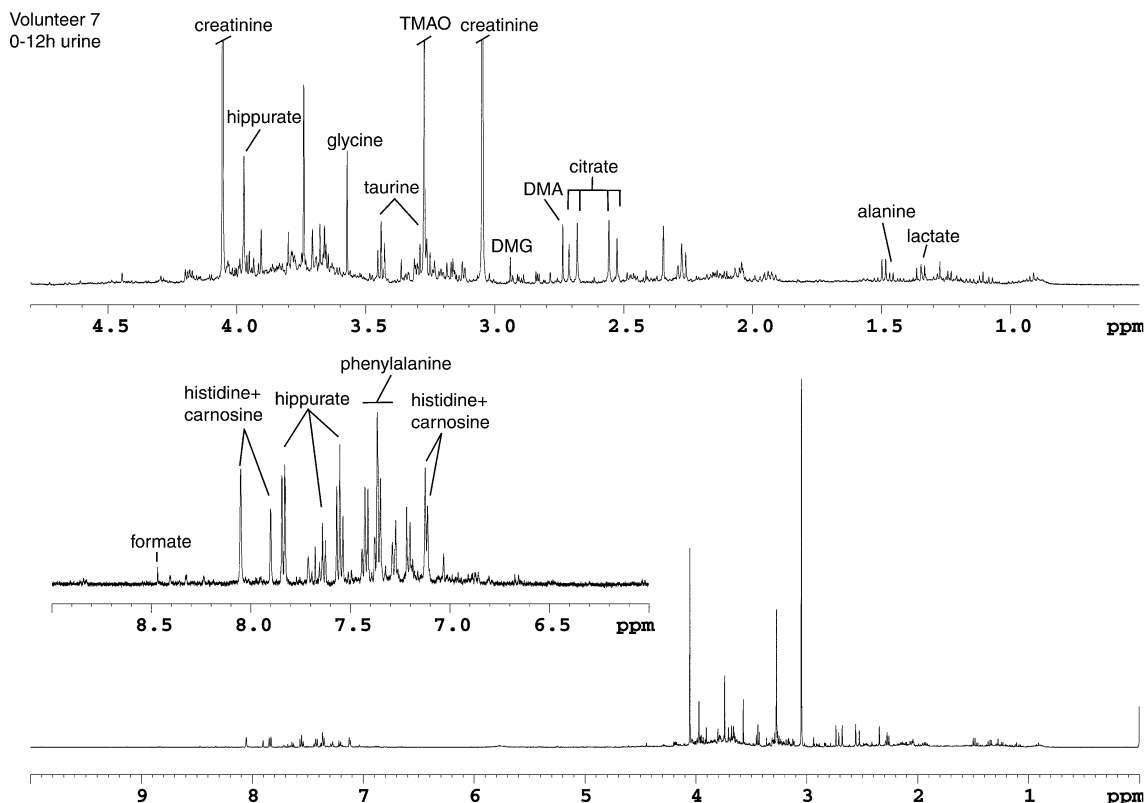 Volunteer 7
0-12h urine
creatinine
TMAO creatinine
hippurate
glycine
taurine
DMG
DMA
citrate
alanine
lactate
4.5 4.0 3.5 3.0 2.5 2.0 1.5 1.0 ppm
phenylalanine
histidine+
carnosine
hippurate
histidine+
carnosine
formate
8.5 8.0 7.5 7.0 6.5 ppm
9 8 7 6 5 4 3 2 1 ppm